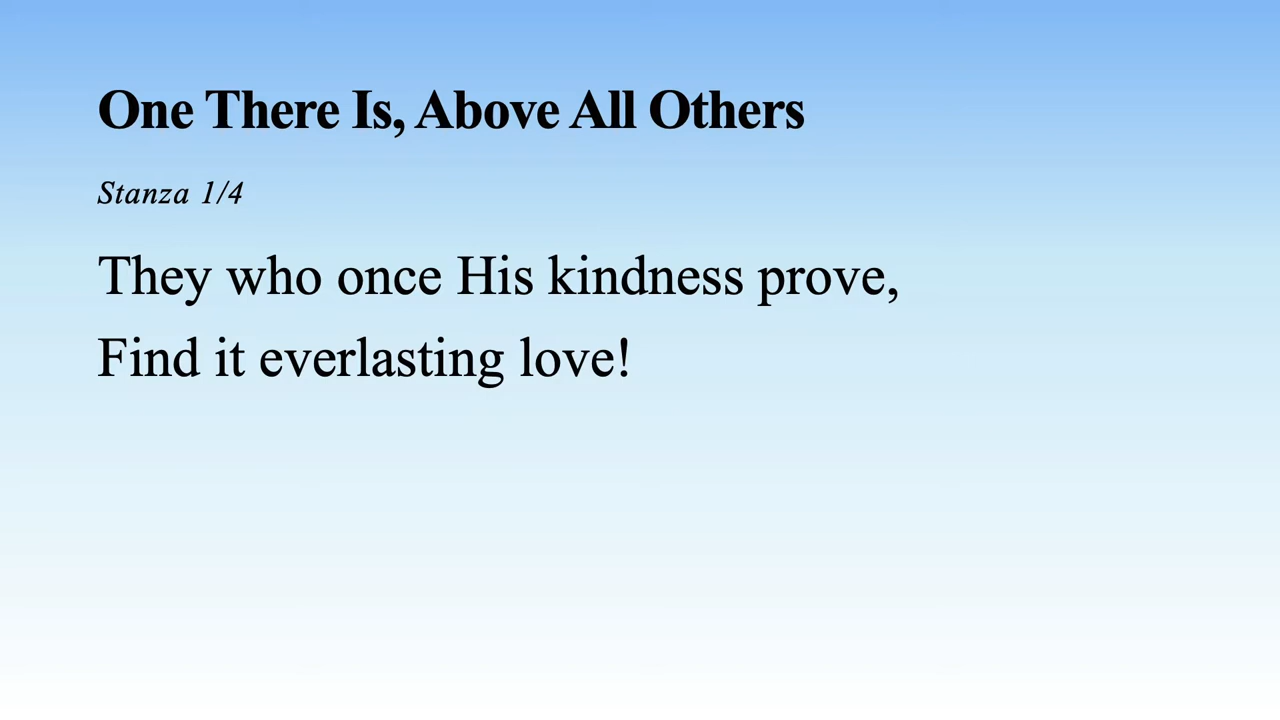 One There Is, Above All Others
Stanza 1/4
They who once His kindness prove,
Find it everlasting love!